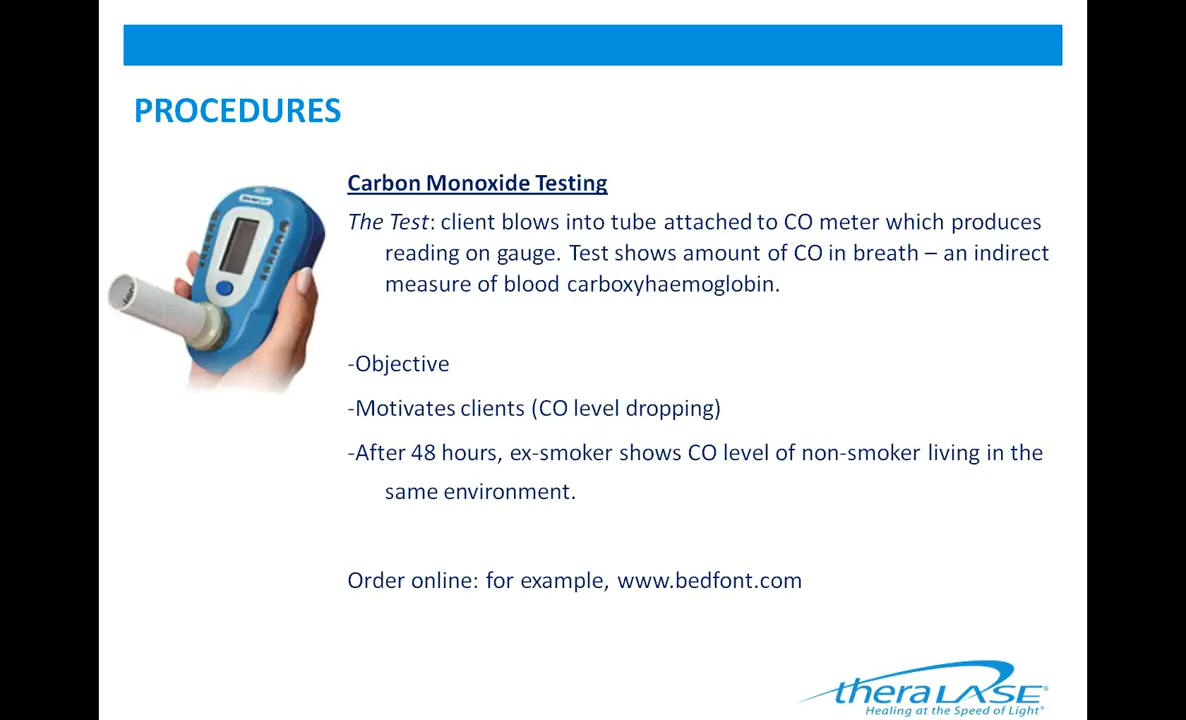 PROCEDURES
Carbon Monoxide Testing
The Test: client blows into tube attached to CO meter which produces
reading on gauge. Test shows amount of CO in breath – an indirect
measure of blood carboxyhaemoglobin.
-Objective
-Motivates clients (CO level dropping)
-After 48 hours, ex-smoker shows CO level of non-smoker living in the
same environment.
Order online: for example, www.bedfont.com
theraLASE®
Healing at the Speed of Light®